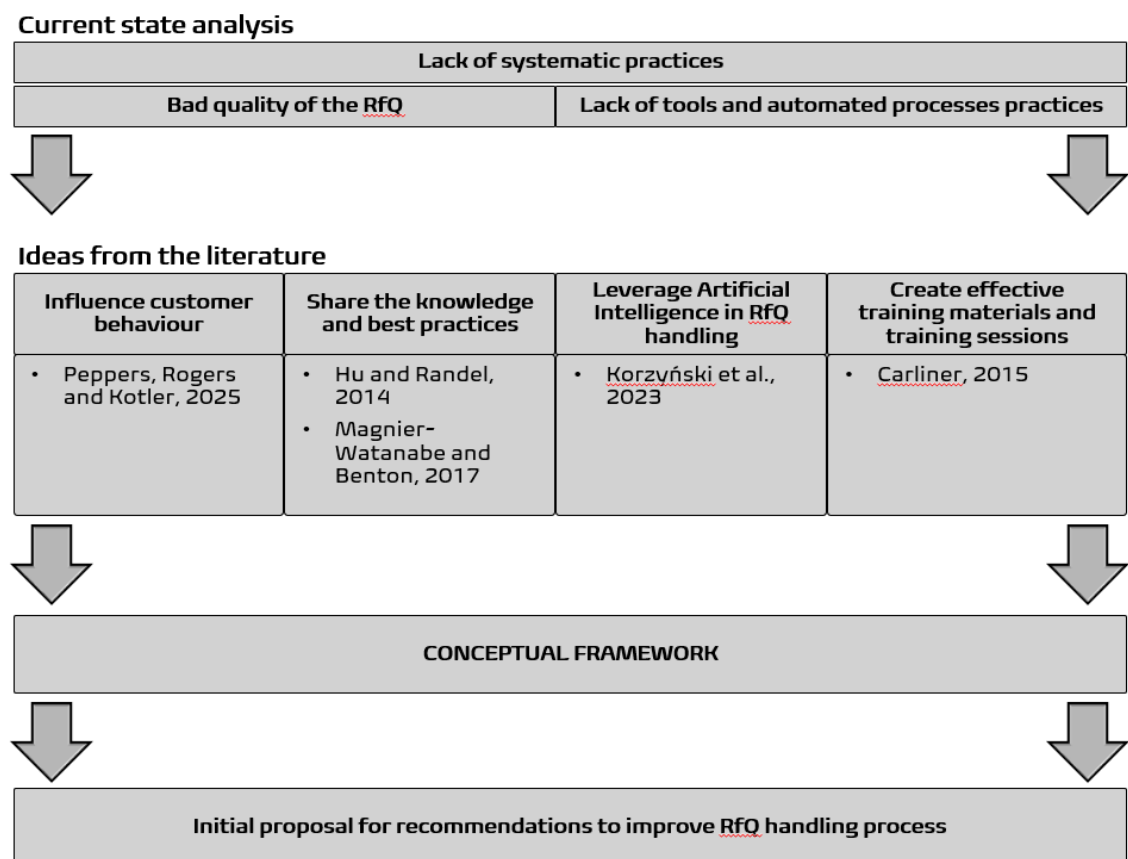 Current state analysis
Lack of systematic practices
Bad quality of the RfQ
Lack of tools and automated processes practices
Ideas from the literature
Influence customer
behaviour
Share the knowledge
and best practices
Leverage Artificial
Intelligence in RfQ
handling
Create effective
training materials and
training sessions
• Peppers, Rogers
and Kotler, 2025
• Hu and Randel,
2014
• Magnier-
Watanabe and
Benton, 2017
• Korzyński et al.,
2023
• Carliner, 2015
CONCEPTUAL FRAMEWORK
Initial proposal for recommendations to improve RfQ handling process